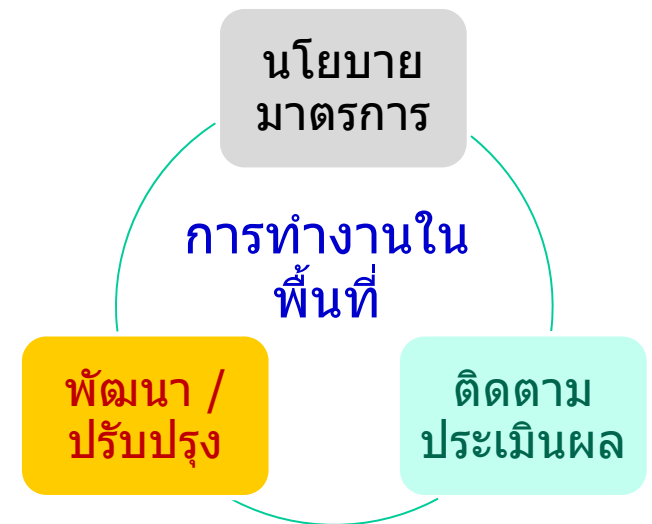 นโยบาย
มาตรการ
การทำงานใน
พื้นที่
พัฒนา /
ปรับปรุง
ติดตาม
ประเมินผล